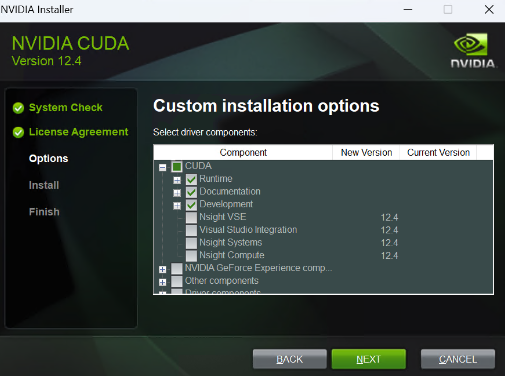 NVIDIA Installer
NVIDIA CUDA
Version 12.4
NVIDIA.
System Check
License Agreement
Options
Install
Finish
Custom installation options
Select driver components:
Component New Version Current Version
CUDA
Runtime
Documentation
Development
Nsight VSE 12.4
Visual Studio Integration 12.4
Nsight Systems 12.4
Nsight Compute 12.4
NVIDIA GeForce Experience comp...
Other components
Driver components
BACK NEXT CANCEL